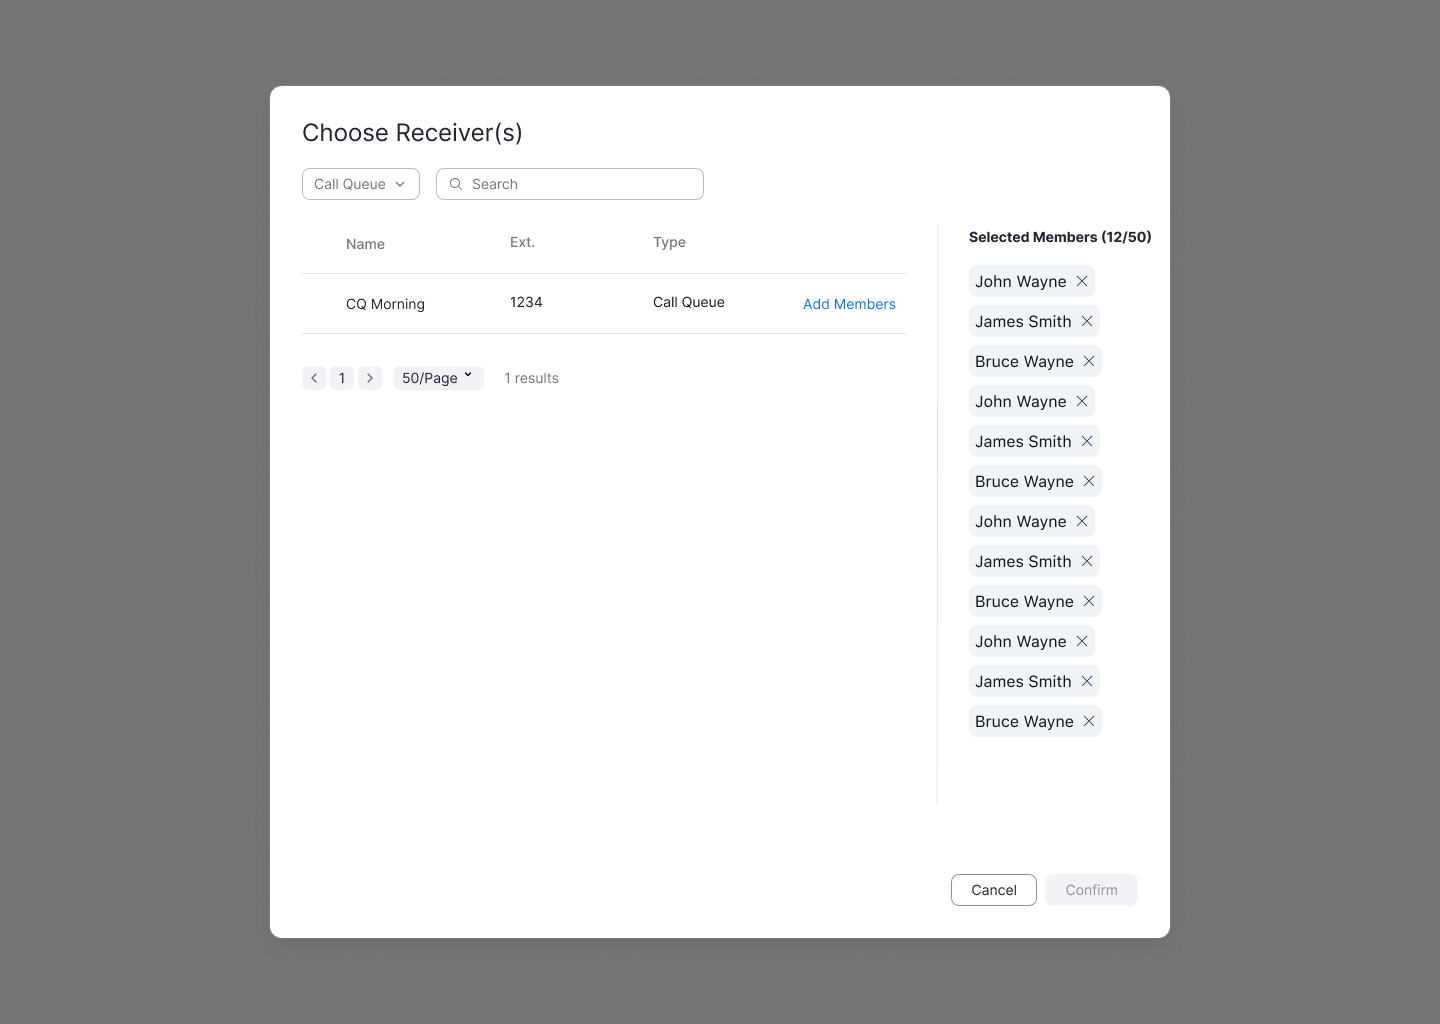 Choose Receiver(s)
Call Queue
Search
Name Ext. Type
CQ Morning 1234 Call Queue Add Members
1 50/Page 1 results
Selected Members (12/50)
John Wayne
James Smith
Bruce Wayne
John Wayne
James Smith
Bruce Wayne
John Wayne
James Smith
Bruce Wayne
John Wayne
James Smith
Bruce Wayne
Cancel
Confirm